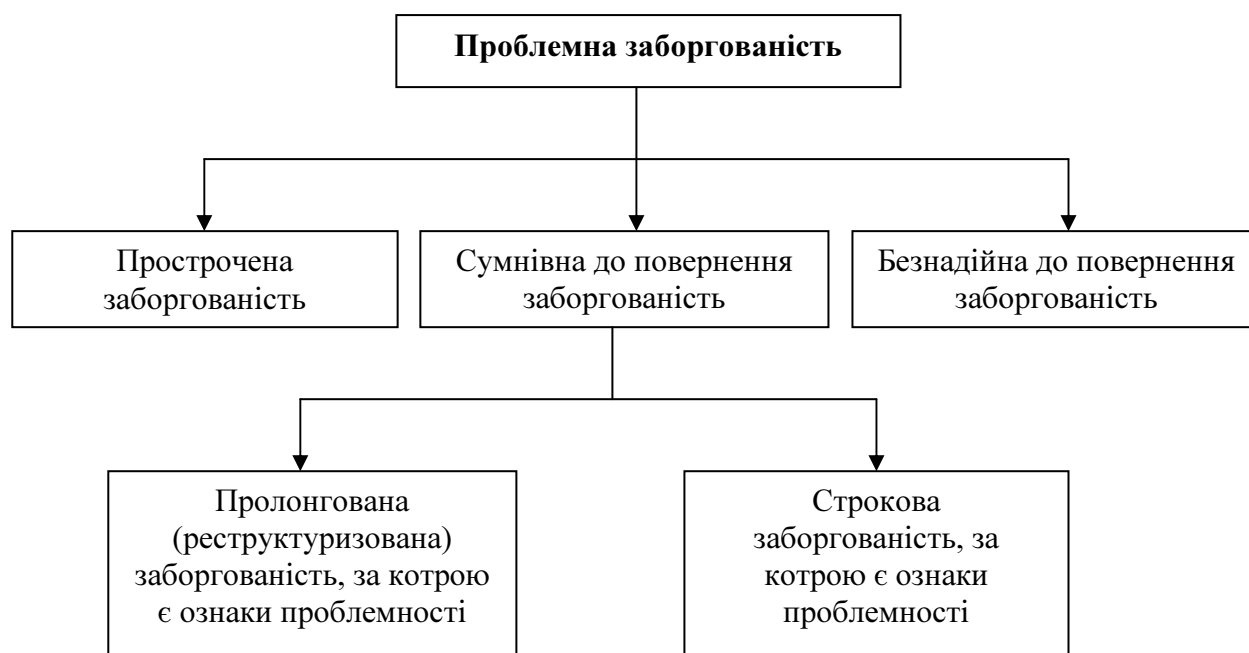 Проблемна заборгованість
Прострочена
заборгованість
Сумнівна до повернення
заборгованість
Безнадійна до повернення
заборгованість
Пролонгована
(реструктуризована)
заборгованість, за котрою
є ознаки проблемності
Строкова
заборгованість, за
котрою є ознаки
проблемності